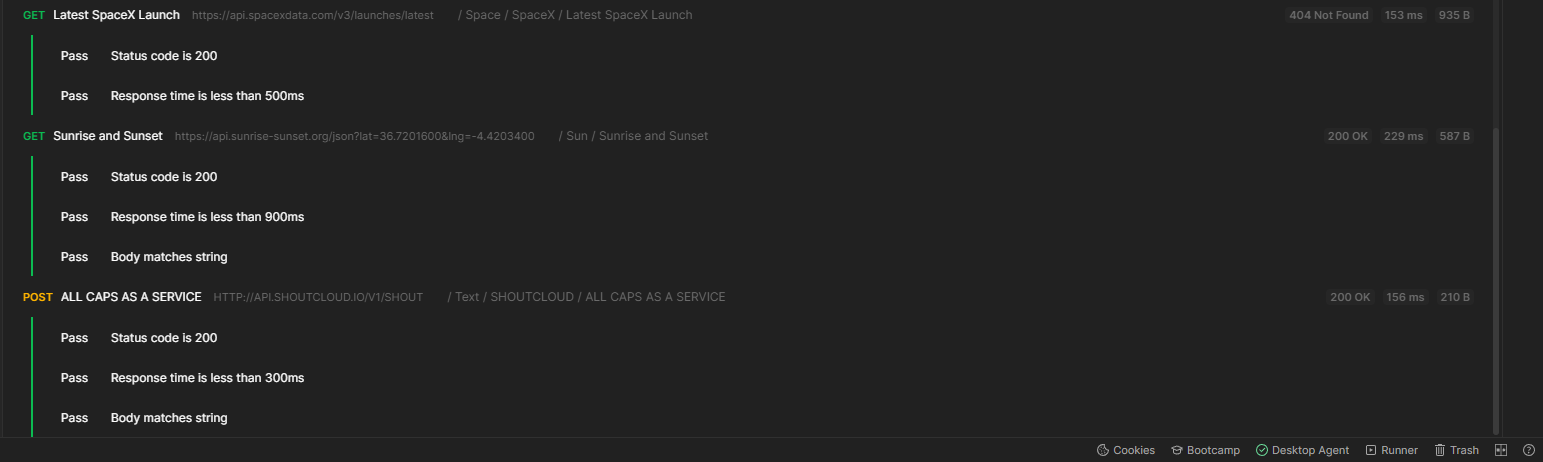 GET Latest SpaceX Launch https://api.spacexdata.com/v3/launches/latest / Space / SpaceX / Latest SpaceX Launch 404 Not Found 153 ms 935 B
Pass Status code is 200
Pass Response time is less than 500ms
GET Sunrise and Sunset https://api.sunrise-sunset.org/json?lat=36.7201600&lng=-4.4203400 / Sun / Sunrise and Sunset 200 OK 229 ms 587 B
Pass Status code is 200
Pass Response time is less than 900ms
Pass Body matches string
POST ALL CAPS AS A SERVICE HTTP://API.SHOUTCLOUD.IO/V1/SHOUT / Text / SHOUTCLOUD / ALL CAPS AS A SERVICE 200 OK 156 ms 210 B
Pass Status code is 200
Pass Response time is less than 300ms
Pass Body matches string
Cookies Bootcamp Desktop Agent Runner Trash